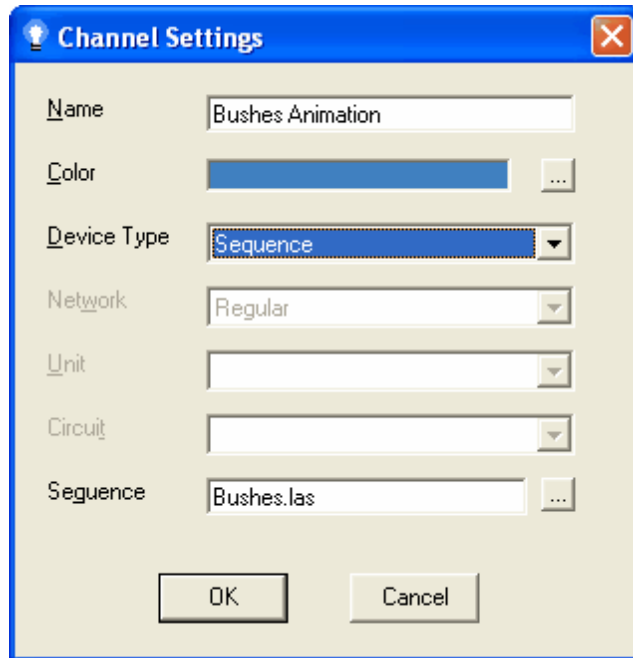 Channel Settings
Name
Bushes Animation
Color
...
Device Type
Sequence
Network
Regular
Unit
Circuit
Sequence
Bushes.las
...
OK
Cancel